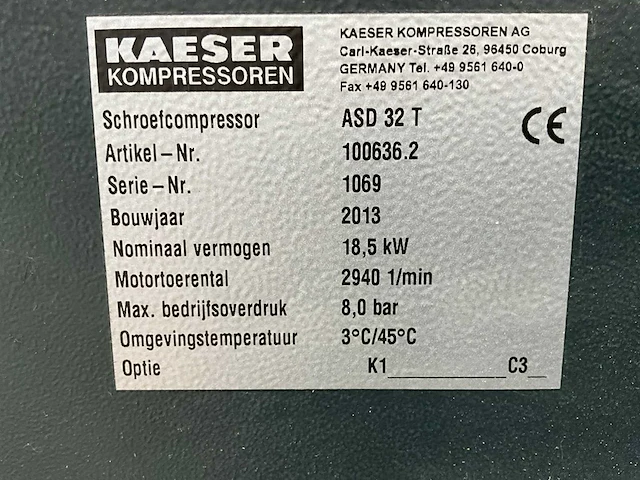 KAESER
KOMPRESSOREN
KAESER KOMPRESSOREN AG
Carl-Kaeser-Straße 26, 96450 Coburg
GERMANY Tel. +49 9561 640-0
Fax +49 9561 640-130
Schroefcompressor ASD 32 T CE
Artikel-Nr. 100636.2
Serie-Nr. 1069
Bouwjaar 2013
Nominaal vermogen 18,5 kW
Motortoerental 2940 1/min
Max. bedrijfsoverdruk 8,0 bar
Omgevingstemperatuur 3°C/45°C
Optie K1_______________C3__